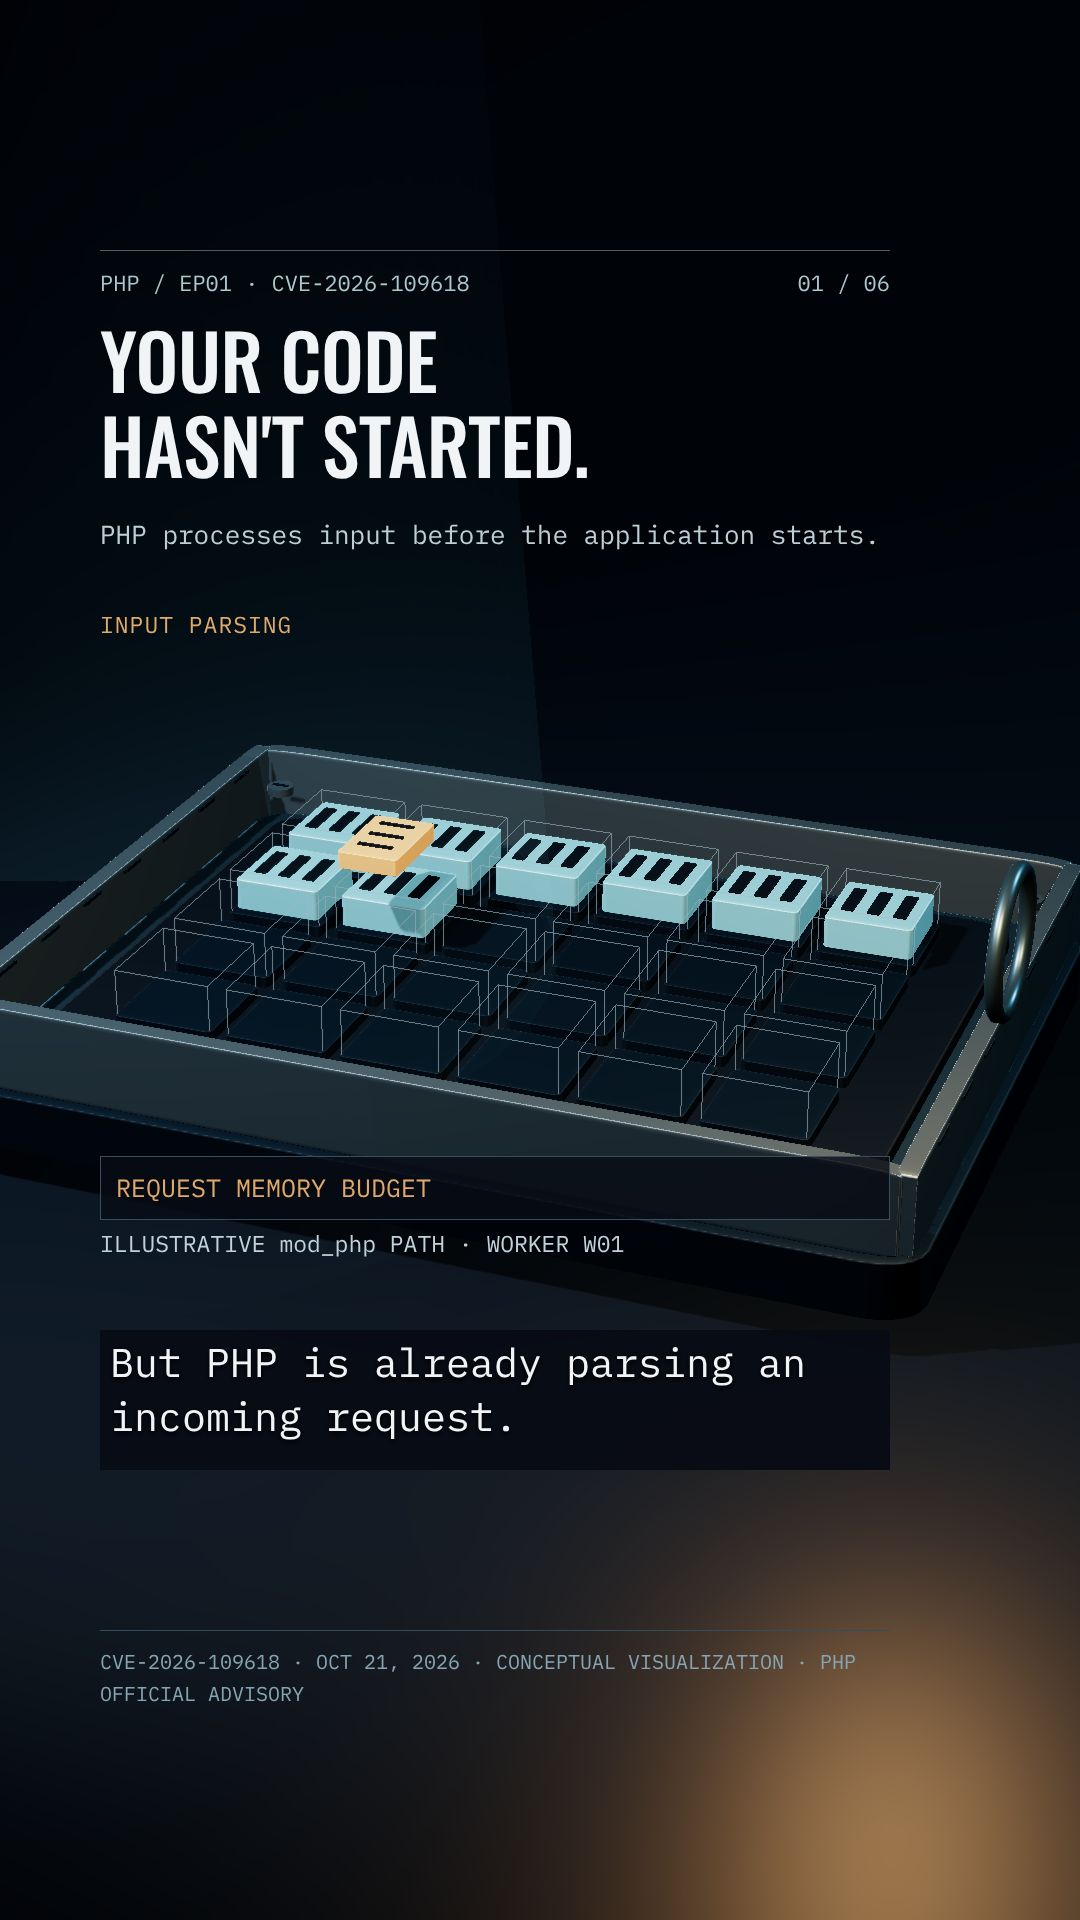 PHP / EP01 · CVE-2026-109618
01 / 06
YOUR CODE
HASN'T STARTED.
PHP processes input before the application starts.
INPUT PARSING
REQUEST MEMORY BUDGET
ILLUSTRATIVE mod_php PATH · WORKER W01
But PHP is already parsing an
incoming request.
CVE-2026-109618 · OCT 21, 2026 · CONCEPTUAL VISUALIZATION · PHP
OFFICIAL ADVISORY